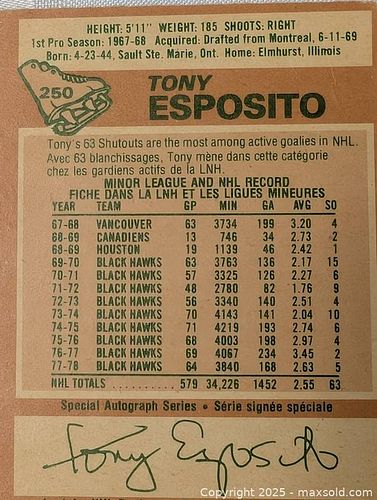 HEIGHT: 5'11" WEIGHT: 185 SHOOTS: RIGHT
1st Pro Season: 1967-68 Acquired: Drafted from Montreal, 6-11-69
Born: 4-23-44, Sault Ste. Marie, Ont. Home: Elmhurst, Illinois
250
TONY
ESPOSITO
Tony's 63 Shutouts are the most among active goalies in NHL.
Avec 63 blanchissages, Tony mène dans cette catégorie
chez les gardiens actifs de la LNH.
MINOR LEAGUE AND NHL RECORD
FICHE DANS LA LNH ET LES LIGUES MINEURES
YEAR TEAM GP MIN GA AVG SO
67-68 VANCOUVER 63 3734 199 3.20 4
68-69 CANADIENS 13 746 34 2.73 2
68-69 HOUSTON 19 1139 46 2.42 1
69-70 BLACK HAWKS 63 3763 136 2.17 15
70-71 BLACK HAWKS 57 3325 126 2.27 6
71-72 BLACK HAWKS 48 2780 82 1.76 9
72-73 BLACK HAWKS 56 3340 140 2.51 4
73-74 BLACK HAWKS 70 4143 141 2.04 10
74-75 BLACK HAWKS 71 4219 193 2.74 6
75-76 BLACK HAWKS 68 4003 198 2.97 4
76-77 BLACK HAWKS 69 4067 234 3.45 2
77-78 BLACK HAWKS 64 3840 168 2.63 5
NHL TOTALS .......... 579 34,226 1452 2.55 63
Special Autograph Series • Série signée spéciale
Tony Esposito
Copyright © 2025 - maxsold.com